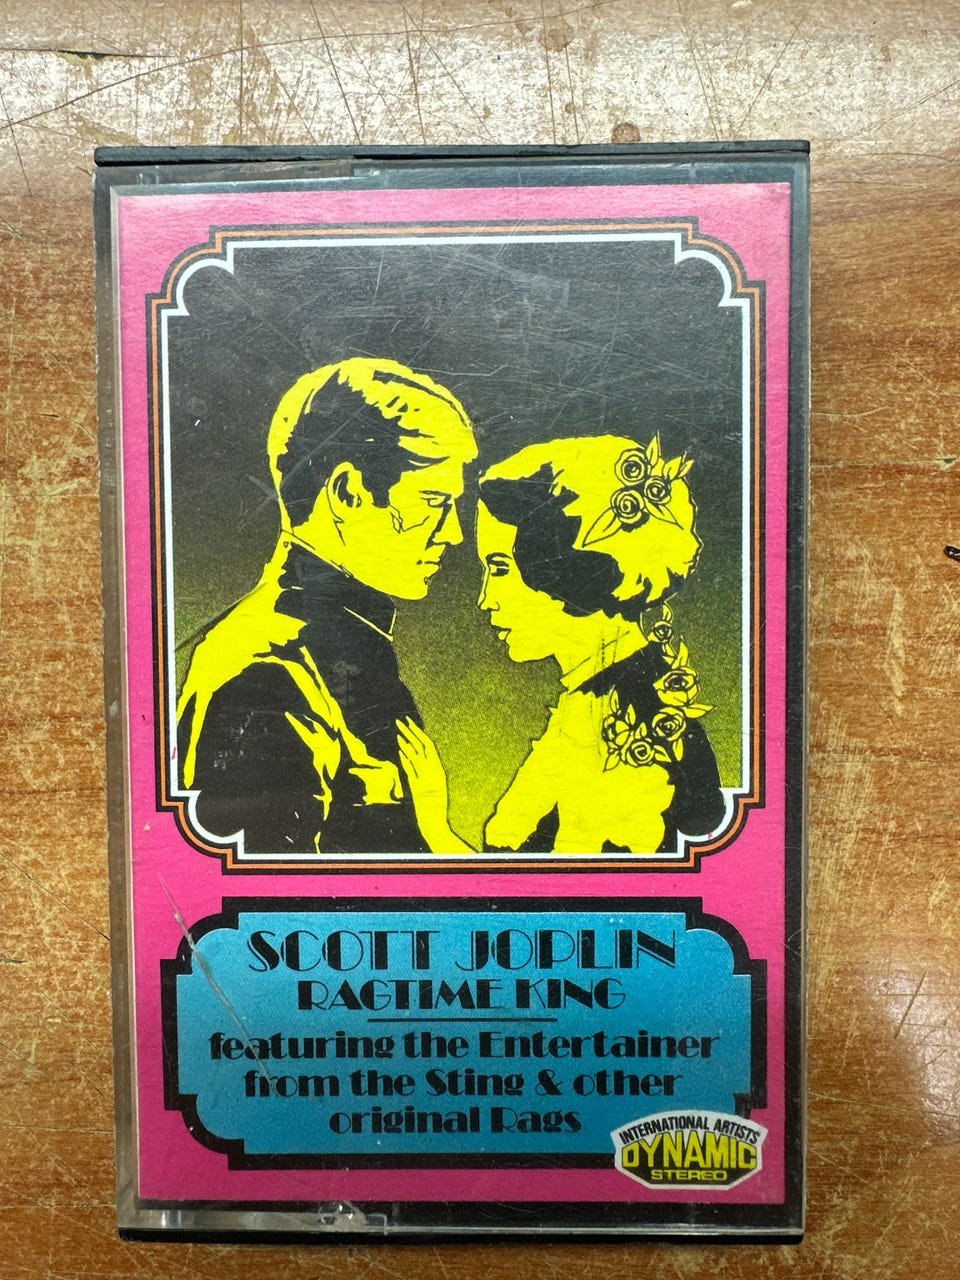 SCOTT JOPLIN
RAGTIME KING
featuring the Entertainer
from the Sting & other
original Rags
INTERNATIONAL ARTISTS
DYNAMIC
STEREO